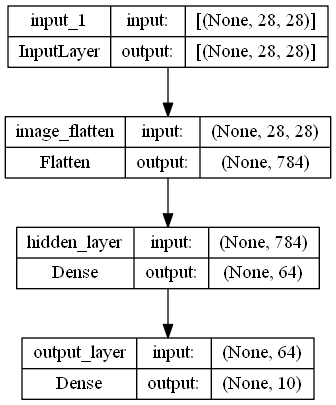 input_1 input: [(None, 28, 28)]
InputLayer output: [(None, 28, 28)]
image_flatten input: (None, 28, 28)
Flatten output: (None, 784)
hidden_layer input: (None, 784)
Dense output: (None, 64)
output_layer input: (None, 64)
Dense output: (None, 10)